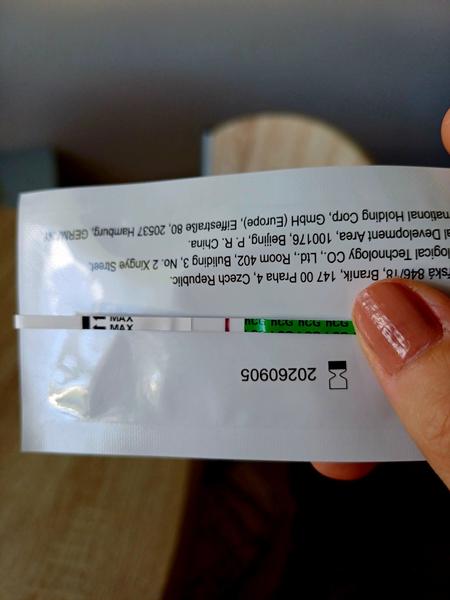 20260905
MAX
MAX
hCG hCG hCG hCG
846/18, Braník, 147 00 Praha 4, Czech Republic.
ological Technology CO., Ltd., Room 402, Building 3, No. 2 Xingye Street,
al Development Area, 100176, Beijing, P. R. China.
national Holding Corp, GmbH (Europe), Eiffestraße 80, 20537 Hamburg, GERMANY